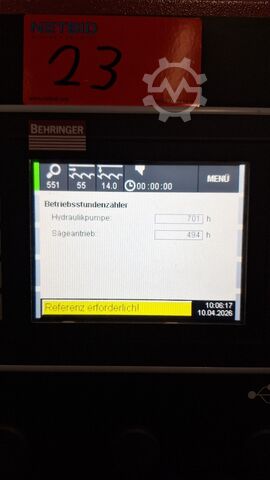 NETBID
23
BEHRINGER
551 55 14.0 00:00:00 MENÜ
Betriebsstundenzähler
Hydraulikpumpe: 701 h
Sägeantrieb: 494 h
Referenz erforderlich!
10:06:17
10.04.2026